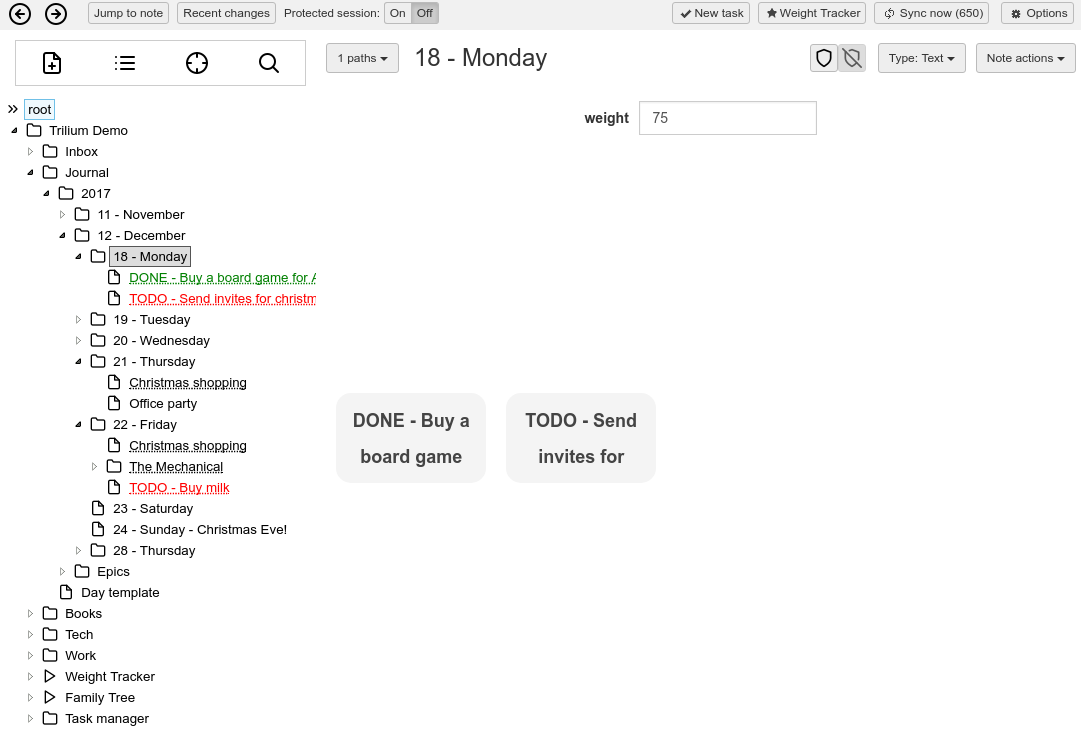 Jump to note Recent changes Protected session: On Off New task Weight Tracker Sync now (650) Options
1 paths 18 - Monday Type: Text Note actions
weight 75
root
Trilium Demo
Inbox
Journal
2017
11 - November
12 - December
18 - Monday
DONE - Buy a board game for
TODO - Send invites for christm
19 - Tuesday
20 - Wednesday
21 - Thursday
Christmas shopping
Office party
22 - Friday
Christmas shopping
The Mechanical
TODO - Buy milk
23 - Saturday
24 - Sunday - Christmas Eve!
28 - Thursday
Epics
Day template
Books
Tech
Work
Weight Tracker
Family Tree
Task manager
DONE - Buy a
board game
TODO - Send
invites for